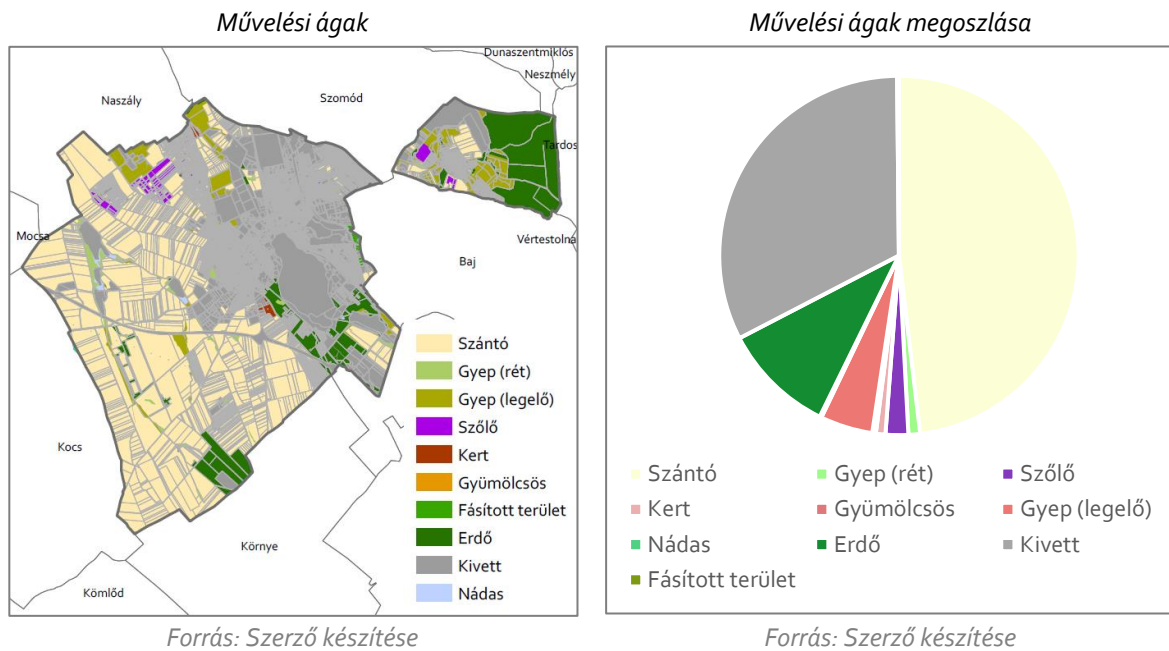 Művelési ágak
Dunaszentmiklós
Neszmély
Naszály
Szomód
Tardos
Mocsa
Vértestolna
Baj
Kocs
Környe
Kömlőd
Szántó
Gyep (rét)
Gyep (legelő)
Szőlő
Kert
Gyümölcsös
Fásított terület
Erdő
Kivett
Nádas
Forrás: Szerző készítése
Művelési ágak megoszlása
Szántó
Gyep (rét)
Szőlő
Kert
Gyümölcsös
Gyep (legelő)
Nádas
Erdő
Kivett
Fásított terület
Forrás: Szerző készítése